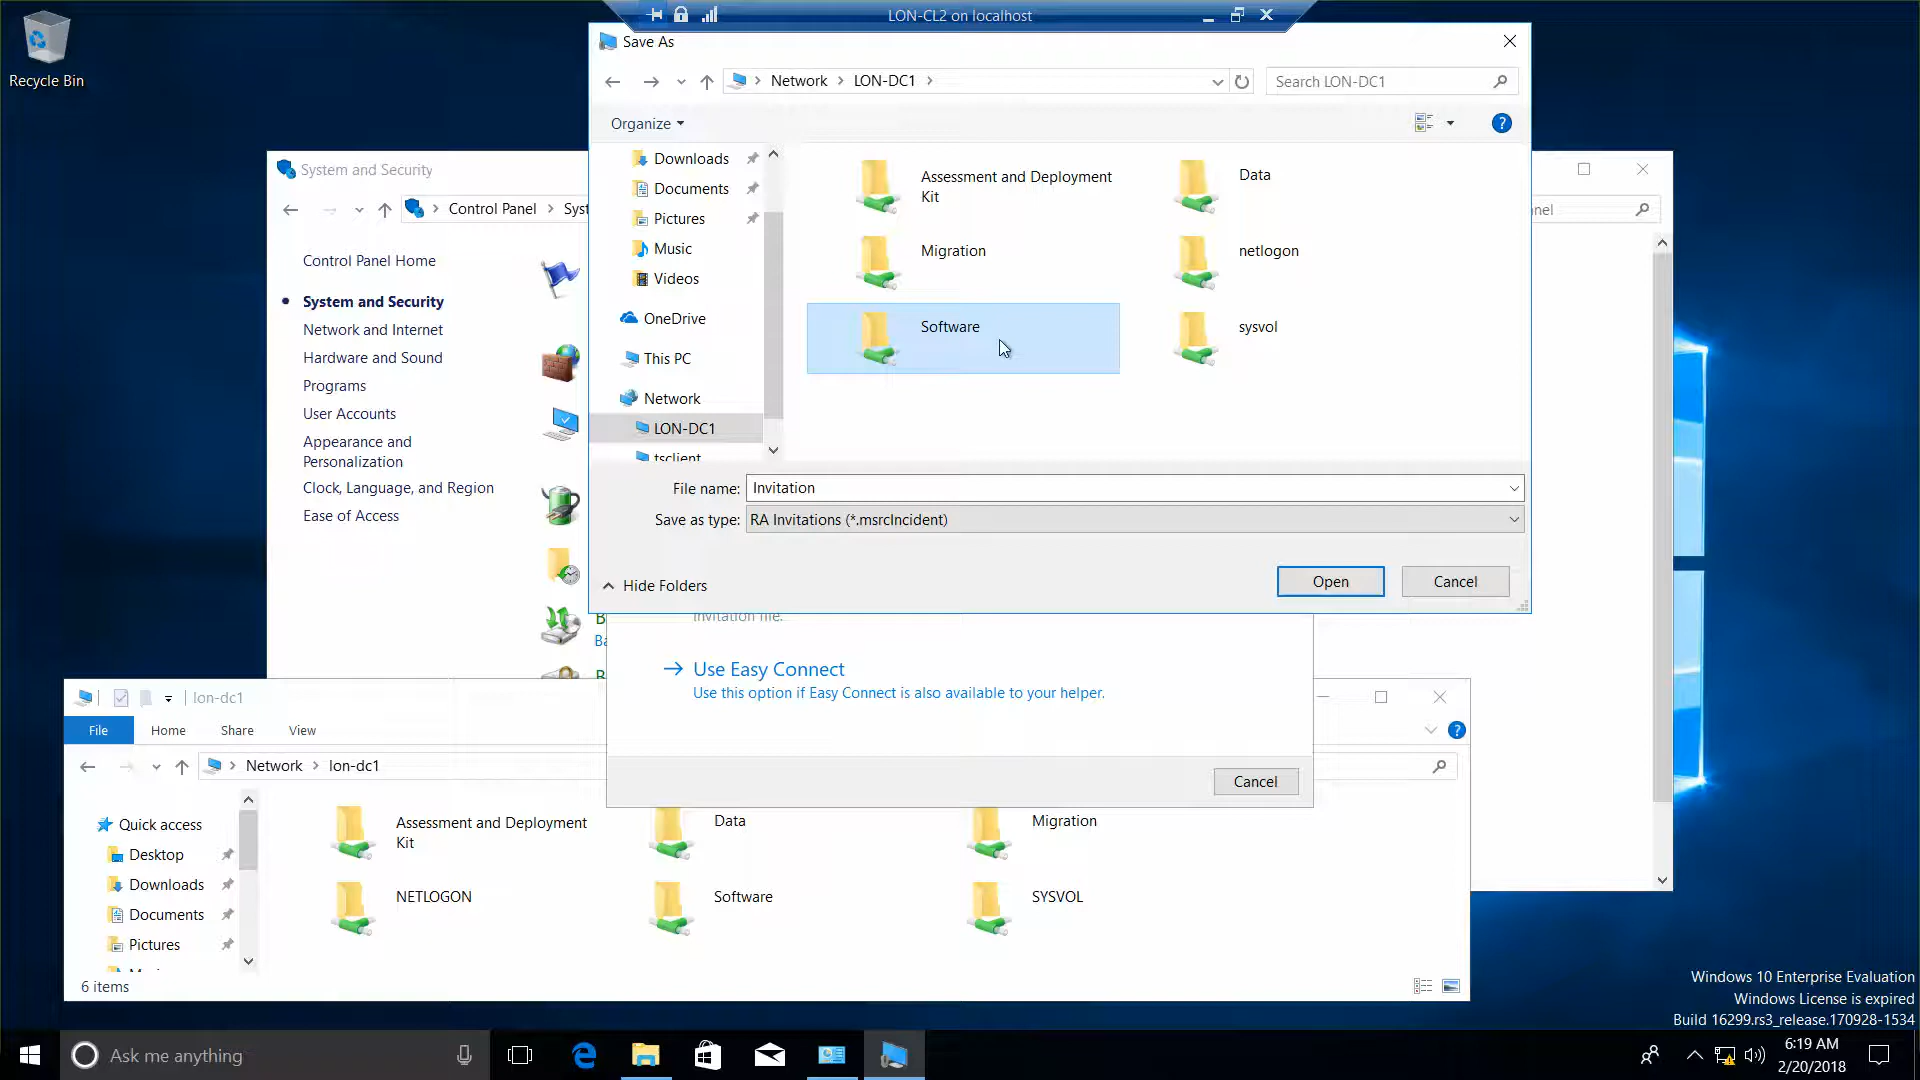 LON-CL2 on localhost
Recycle Bin
Save As
Network
LON-DC1
Search LON-DC1
Organize
Downloads
Documents
Pictures
Music
Videos
OneDrive
This PC
Network
LON-DC1
tsclient
Assessment and Deployment
Kit
Data
Migration
netlogon
Software
sysvol
File name: Invitation
Save as type: RA Invitations (*.msrcIncident)
Hide Folders
Open
Cancel
System and Security
Control Panel
Syst
nel
Control Panel Home
System and Security
Network and Internet
Hardware and Sound
Programs
User Accounts
Appearance and
Personalization
Clock, Language, and Region
Ease of Access
B
Ba
B
invitation file.
Use Easy Connect
Use this option if Easy Connect is also available to your helper.
Cancel
lon-dc1
File
Home
Share
View
Network
lon-dc1
Quick access
Desktop
Downloads
Documents
Pictures
Assessment and Deployment
Kit
Data
Migration
NETLOGON
Software
SYSVOL
6 items
Windows 10 Enterprise Evaluation
Windows License is expired
Build 16299.rs3_release.170928-1534
Ask me anything
6:19 AM
2/20/2018